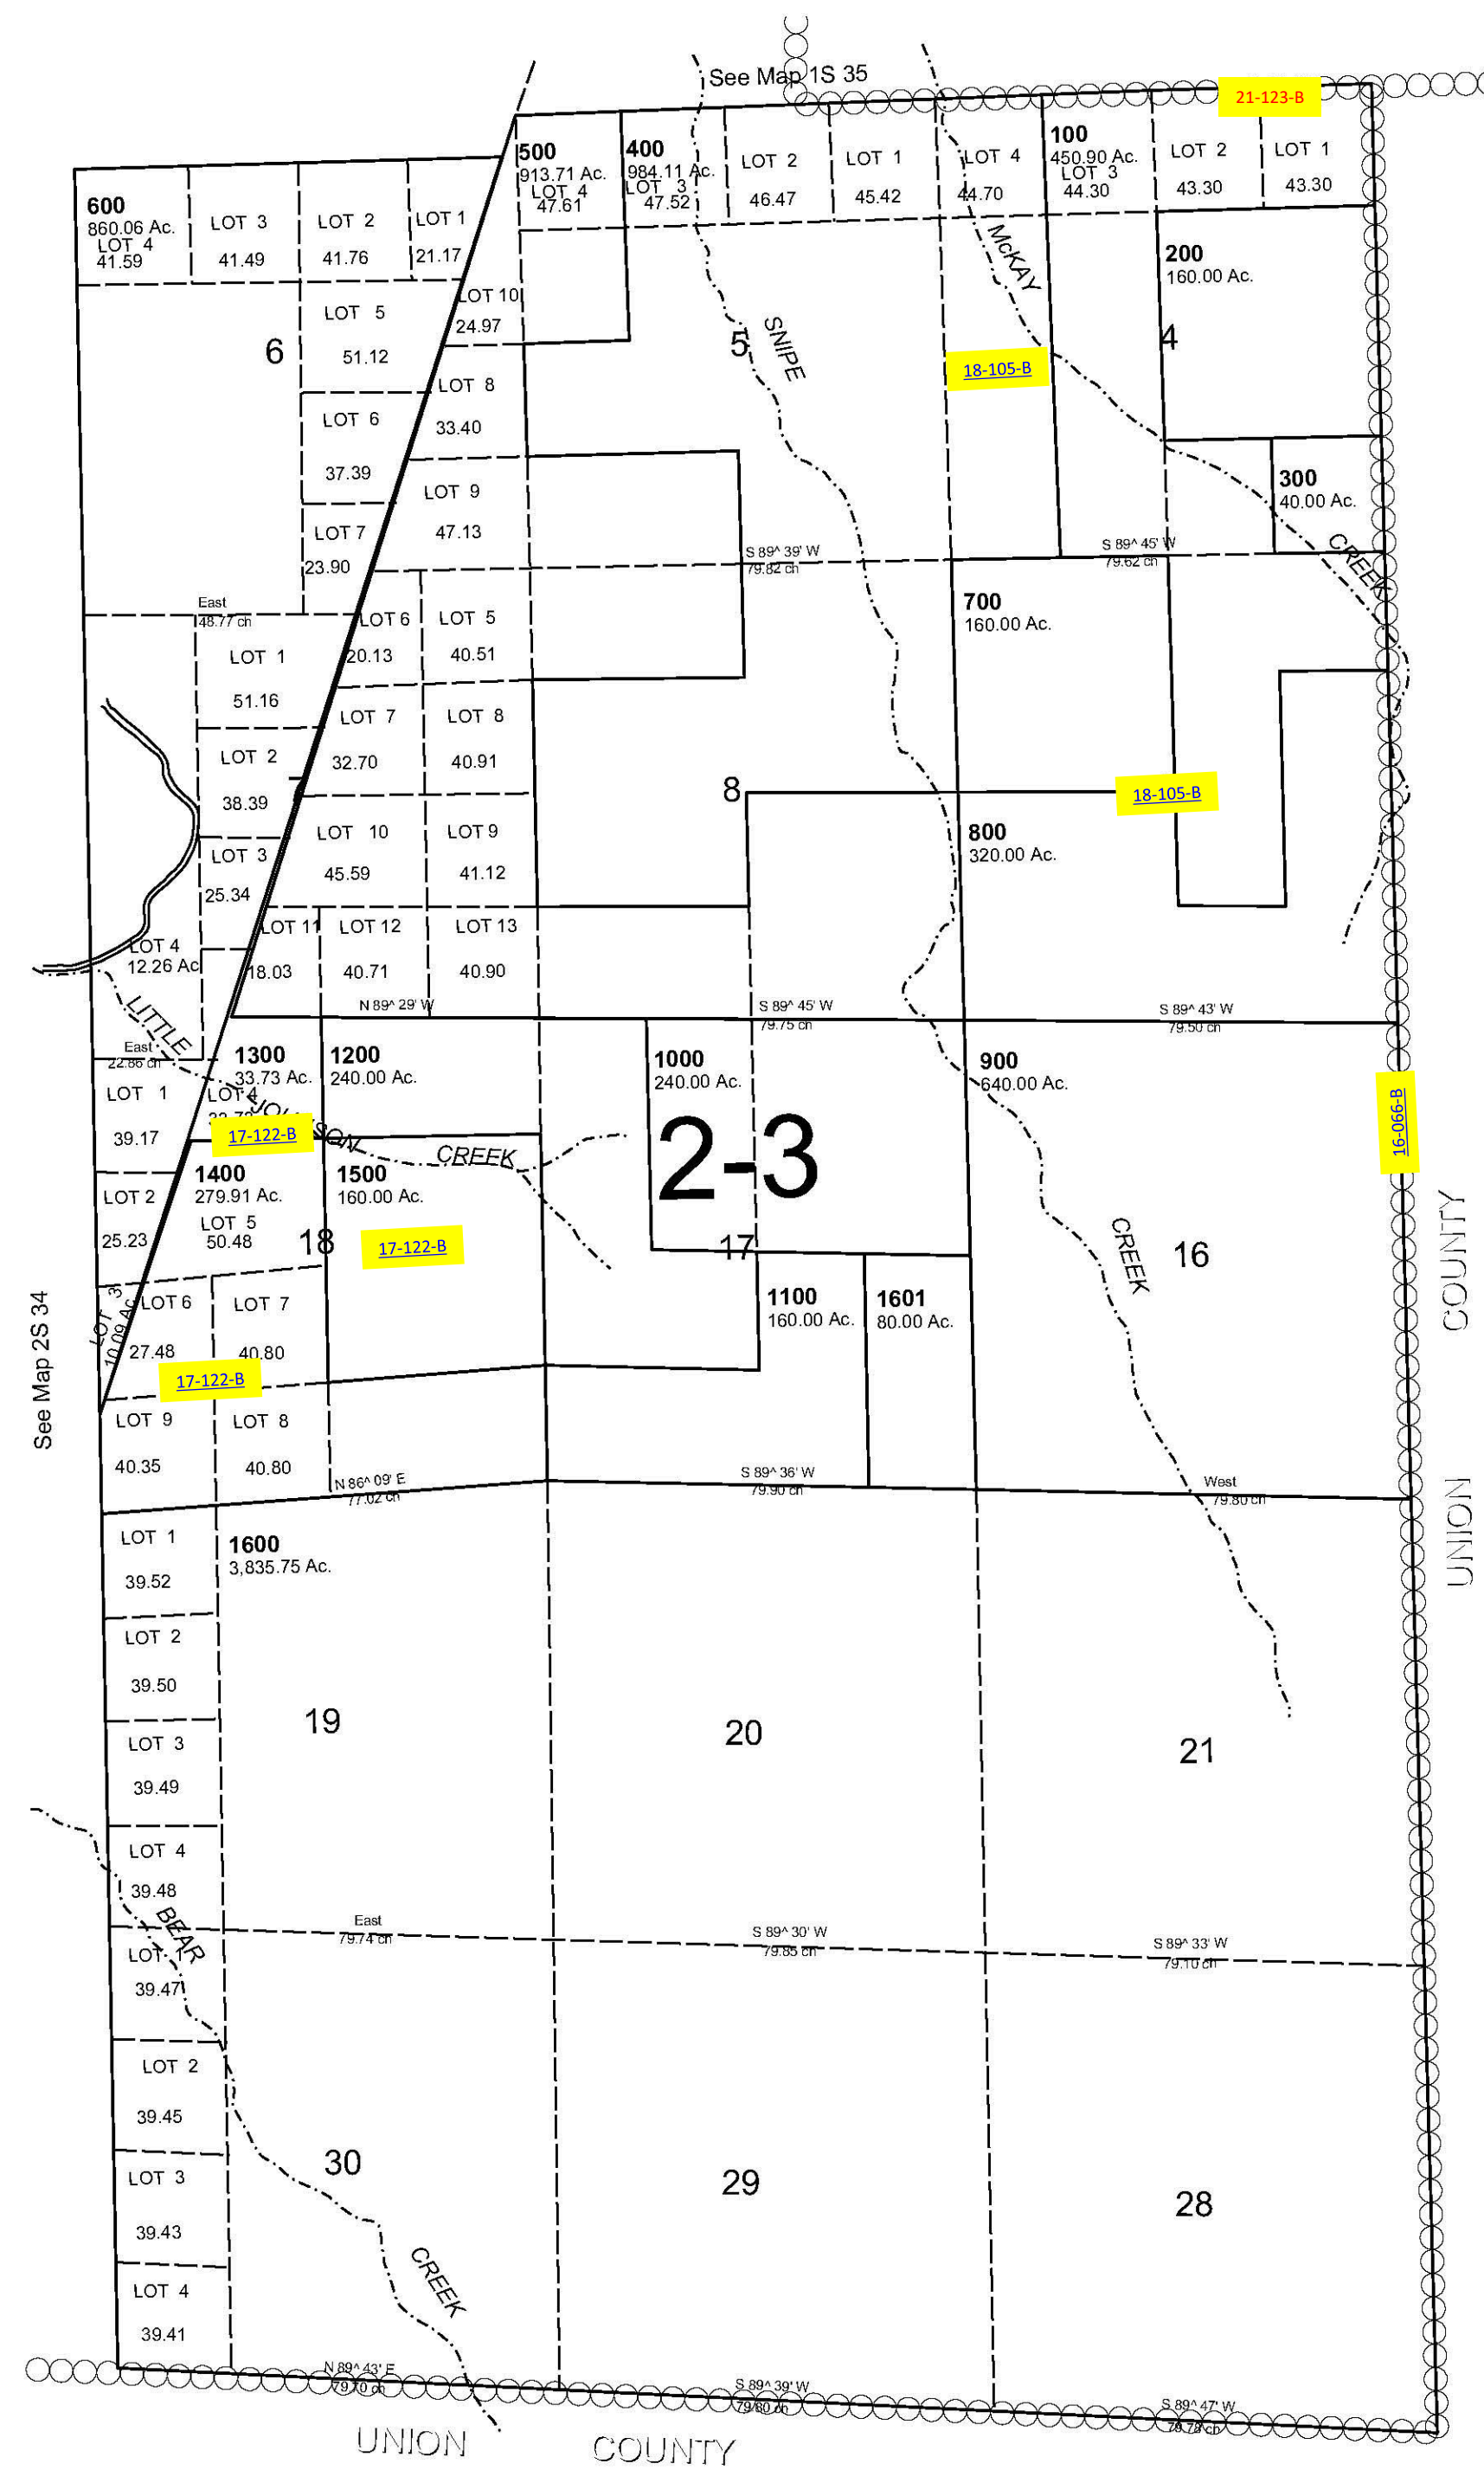 See Map 1S 35
21-123-B
500
913.71 Ac.
LOT 4
47.61
400
984.11 Ac.
LOT 3
47.52
LOT 2
46.47
LOT 1
45.42
LOT 4
44.70
100
450.90 Ac.
LOT 3
44.30
LOT 2
43.30
LOT 1
43.30
600
860.06 Ac.
LOT 4
41.59
LOT 3
41.49
LOT 2
41.76
LOT 1
21.17
200
160.00 Ac.
McKAY
LOT 10
24.97
LOT 5
51.12
6
5
SNIPE
4
18-105-B
LOT 8
33.40
LOT 6
37.39
LOT 9
47.13
300
40.00 Ac.
CREEK
LOT 7
23.90
S 89^ 39' W
79.82 ch
S 89^ 45' W
79.62 ch
East
48.77 ch
LOT 6
20.13
LOT 5
40.51
700
160.00 Ac.
LOT 1
51.16
LOT 7
32.70
LOT 8
40.91
LOT 2
38.39
8
18-105-B
LOT 10
45.59
LOT 9
41.12
800
320.00 Ac.
LOT 3
25.34
LOT 4
12.26 Ac
LOT 11
18.03
LOT 12
40.71
LOT 13
40.90
N 89^ 29' W
S 89^ 45' W
79.75 ch
S 89^ 43' W
79.50 ch
LITTLE
East
22.86 ch
1300
33.73 Ac.
LOT 4
1200
240.00 Ac.
1000
240.00 Ac.
900
640.00 Ac.
LOT 1
39.17
17-122-B
CREEK
2-3
16-066-B
1400
279.91 Ac.
LOT 5
50.48
1500
160.00 Ac.
LOT 2
25.23
18
17-122-B
17
CREEK
16
COUNTY
LOT 3
10.09 Ac
LOT 6
27.48
LOT 7
40.80
1100
160.00 Ac.
1601
80.00 Ac.
See Map 2S 34
17-122-B
LOT 9
40.35
LOT 8
40.80
N 86^ 09' E
77.02 ch
S 89^ 36' W
79.90 ch
West
79.80 ch
UNION
LOT 1
39.52
1600
3,835.75 Ac.
LOT 2
39.50
19
20
21
LOT 3
39.49
LOT 4
39.48
BEAR
East
79.74 ch
S 89^ 30' W
79.85 ch
S 89^ 33' W
79.10 ch
LOT 1
39.47
LOT 2
39.45
30
29
28
LOT 3
39.43
CREEK
LOT 4
39.41
N 89^ 43' E
79.70 ch
S 89^ 39' W
79.80 ch
S 89^ 47' W
79.78 ch
UNION COUNTY